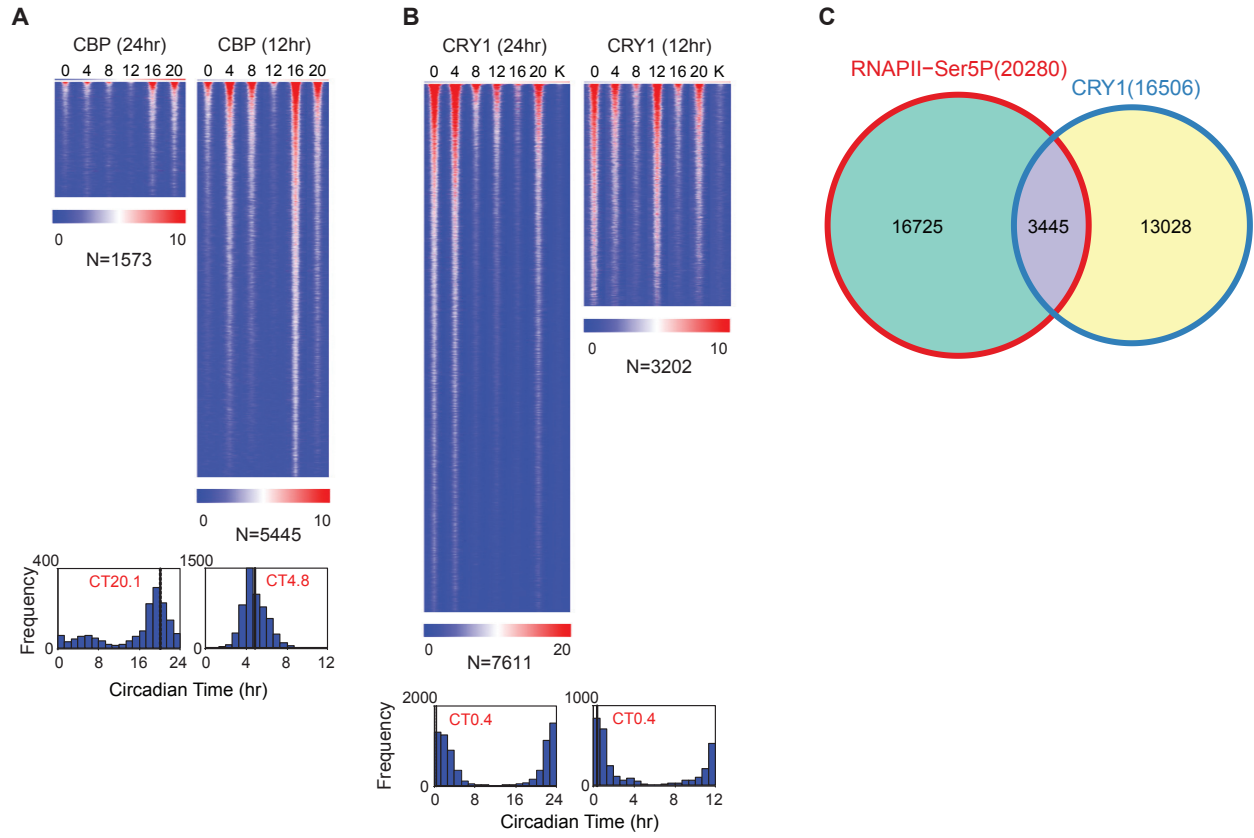 A
CBP (24hr)
0 4 8 12 16 20
0 10
N=1573
CBP (12hr)
0 4 8 12 16 20
0 10
N=5445
Frequency
400
0
CT20.1
0 8 16 24
1500
0
CT4.8
0 4 8 12
Circadian Time (hr)
B
CRY1 (24hr)
0 4 8 12 16 20 K
0 20
N=7611
CRY1 (12hr)
0 4 8 12 16 20 K
0 10
N=3202
Frequency
2000
0
CT0.4
0 8 16 24
1000
0
CT0.4
0 4 8 12
Circadian Time (hr)
C
RNAPII−Ser5P(20280)
CRY1(16506)
16725
3445
13028